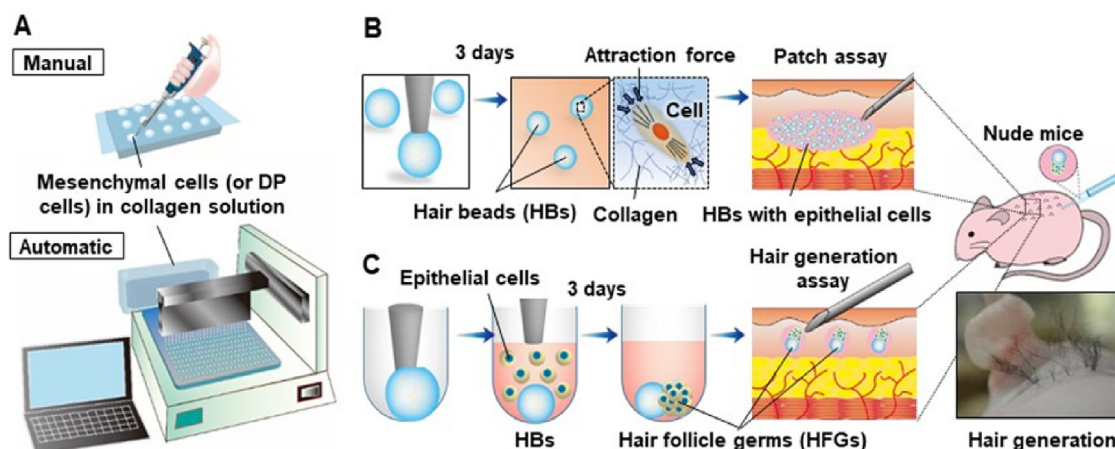 A
Manual
Mesenchymal cells (or DP
cells) in collagen solution
Automatic
B
3 days
Attraction force
Cell
Hair beads (HBs)
Collagen
Patch assay
HBs with epithelial cells
Nude mice
C
Epithelial cells
3 days
HBs
Hair generation
assay
Hair follicle germs (HFGs)
Hair generation